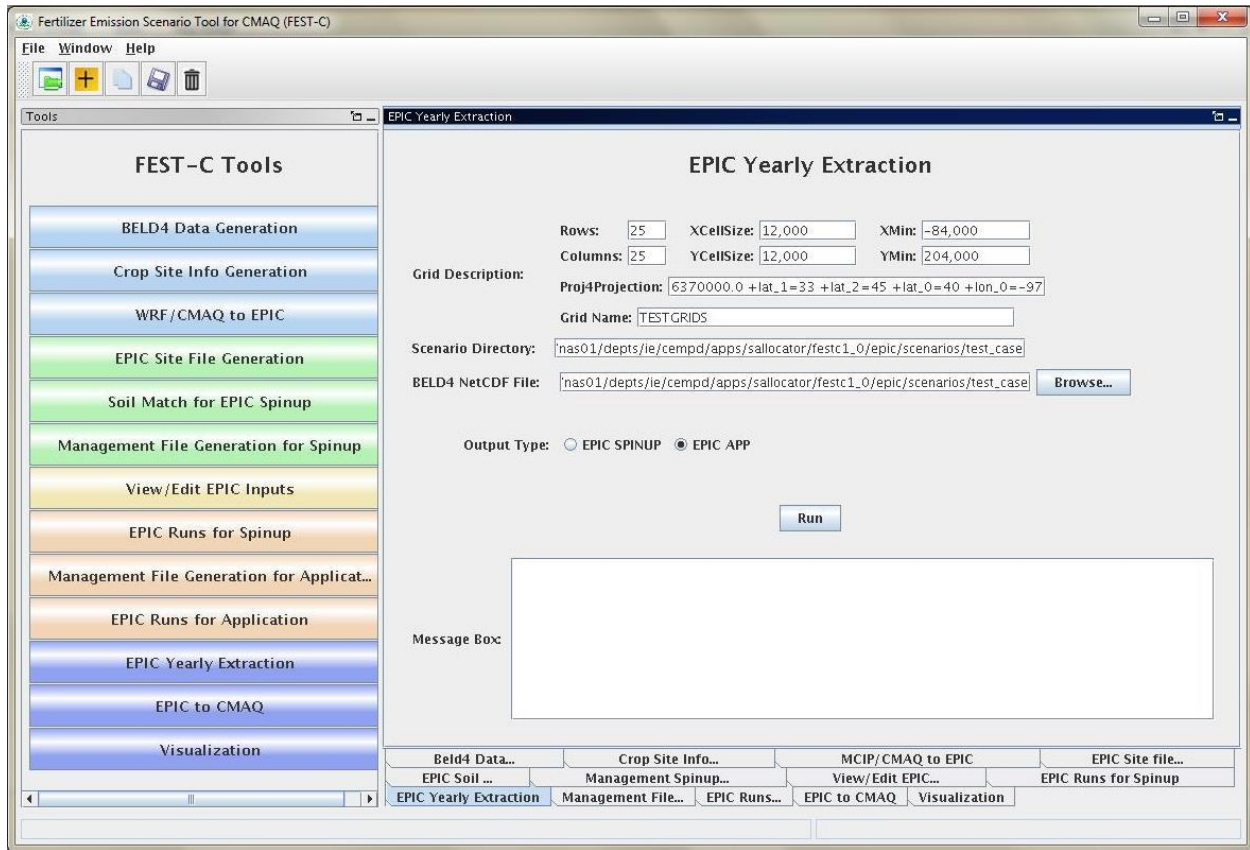 Fertilizer Emission Scenario Tool for CMAQ (FEST-C)
File Window Help
Tools
FEST-C Tools
BELD4 Data Generation
Crop Site Info Generation
WRF/CMAQ to EPIC
EPIC Site File Generation
Soil Match for EPIC Spinup
Management File Generation for Spinup
View/Edit EPIC Inputs
EPIC Runs for Spinup
Management File Generation for Applicat...
EPIC Runs for Application
EPIC Yearly Extraction
EPIC to CMAQ
Visualization
EPIC Yearly Extraction
EPIC Yearly Extraction
Grid Description:
Rows: 25 XCellSize: 12,000 XMin: -84,000
Columns: 25 YCellSize: 12,000 YMin: 204,000
Proj4Projection: 6370000.0 +lat_1=33 +lat_2=45 +lat_0=40 +lon_0=-97
Grid Name: TESTGRIDS
Scenario Directory: 'nas01/depts/ie/cempd/apps/sallocator/festc1_0/epic/scenarios/test_case
BELD4 NetCDF File: 'nas01/depts/ie/cempd/apps/sallocator/festc1_0/epic/scenarios/test_case Browse...
Output Type: EPIC SPINUP EPIC APP
Run
Message Box:
Beld4 Data... Crop Site Info... MCIP/CMAQ to EPIC EPIC Site file...
EPIC Soil ... Management Spinup... View/Edit EPIC... EPIC Runs for Spinup
EPIC Yearly Extraction Management File... EPIC Runs... EPIC to CMAQ Visualization